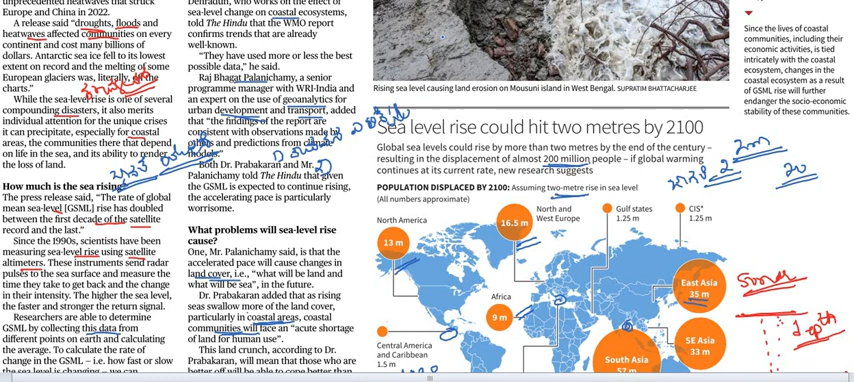 unprecedented heatwaves that struck
Europe and China in 2022.
A release said “droughts, floods and
heatwaves affected communities on every
continent and cost many billions of
dollars. Antarctic sea ice fell to its lowest
extent on record and the melting of some
European glaciers was, literally, off the
charts.”
While the sea-level rise is one of several
compounding disasters, it also merits
individual attention for the unique crises
it can precipitate, especially for coastal
areas, the communities there that depend
on life in the sea, and its ability to render
the loss of land.
How much is the sea rising?
The press release said, “The rate of global
mean sea-level [GSML] rise has doubled
between the first decade of the satellite
record and the last.”
Since the 1990s, scientists have been
measuring sea-level rise using satellite
altimeters. These instruments send radar
pulses to the sea surface and measure the
time they take to get back and the change
in their intensity. The higher the sea level,
the faster and stronger the return signal.
Researchers are able to determine
GSML by collecting this data from
different points on earth and calculating
the average. To calculate the rate of
change in the GSML – i.e. how fast or slow
the sea level is changing – we can
Dehradun, who works on the effect of
sea-level change on coastal ecosystems,
told The Hindu that the WMO report
confirms trends that are already
well-known.
“They have used more or less the best
possible data,” he said.
Raj Bhagat Palanichamy, a senior
programme manager with WRI-India and
an expert on the use of geoanalytics for
urban development and transport, added
that “the findings of the report are
consistent with observations made by
others and predictions from climate
models.”
Both Dr. Prabakaran and Mr.
Palanichamy told The Hindu that given
the GSML is expected to continue rising,
the accelerating pace is particularly
worrisome.
What problems will sea-level rise
cause?
One, Mr. Palanichamy said, is that the
accelerated pace will cause changes in
land cover, i.e., “what will be land and
what will be sea”, in the future.
Dr. Prabakaran added that as rising
seas swallow more of the land cover,
particularly in coastal areas, coastal
communities will face an “acute shortage
of land for human use”.
This land crunch, according to Dr.
Prabakaran, will mean that those who are
better off will be able to cope better than
Rising sea level causing land erosion on Mousuni island in West Bengal. SUPRATIM BHATTACHARJEE
Since the lives of coastal
communities, including their
economic activities, is tied
intricately with the coastal
ecosystem, changes in the
coastal ecosystem as a result
of GSML rise will further
endanger the socio-economic
stability of these communities.
Sea level rise could hit two metres by 2100
Global sea levels could rise by more than two metres by the end of the century –
resulting in the displacement of almost 200 million people – if global warming
continues at its current rate, new research suggests
2m
2
20
POPULATION DISPLACED BY 2100: Assuming two-metre rise in sea level
(All numbers approximate)
North America
13 m
16.5 m
North and
West Europe
Gulf states
1.25 m
CIS*
1.25 m
East Asia
35 m
Africa
9 m
SE Asia
33 m
Central America
and Caribbean
1.5 m
South Asia
57 m
depth